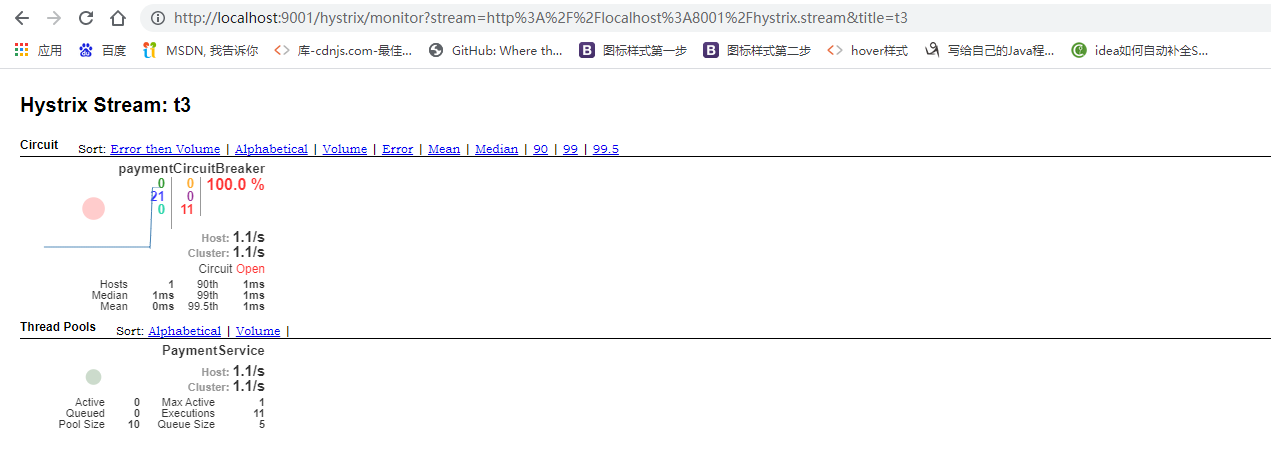 http://localhost:9001/hystrix/monitor?stream=http%3A%2F%2Flocalhost%3A8001%2Fhystrix.stream&title=t3
应用 百度 MSDN, 我告诉你 库-cdnjs.com-最佳... GitHub: Where th... 图标样式第一步 图标样式第二步 hover样式 写给自己的Java程... idea如何自动补全S...
Hystrix Stream: t3
Circuit Sort: Error then Volume | Alphabetical | Volume | Error | Mean | Median | 90 | 99 | 99.5
paymentCircuitBreaker
0 0 100.0 %
21 0
0 11
Host: 1.1/s
Cluster: 1.1/s
Circuit Open
Hosts 1 90th 1ms
Median 1ms 99th 1ms
Mean 0ms 99.5th 1ms
Thread Pools Sort: Alphabetical | Volume |
PaymentService
Host: 1.1/s
Cluster: 1.1/s
Active 0 Max Active 1
Queued 0 Executions 11
Pool Size 10 Queue Size 5